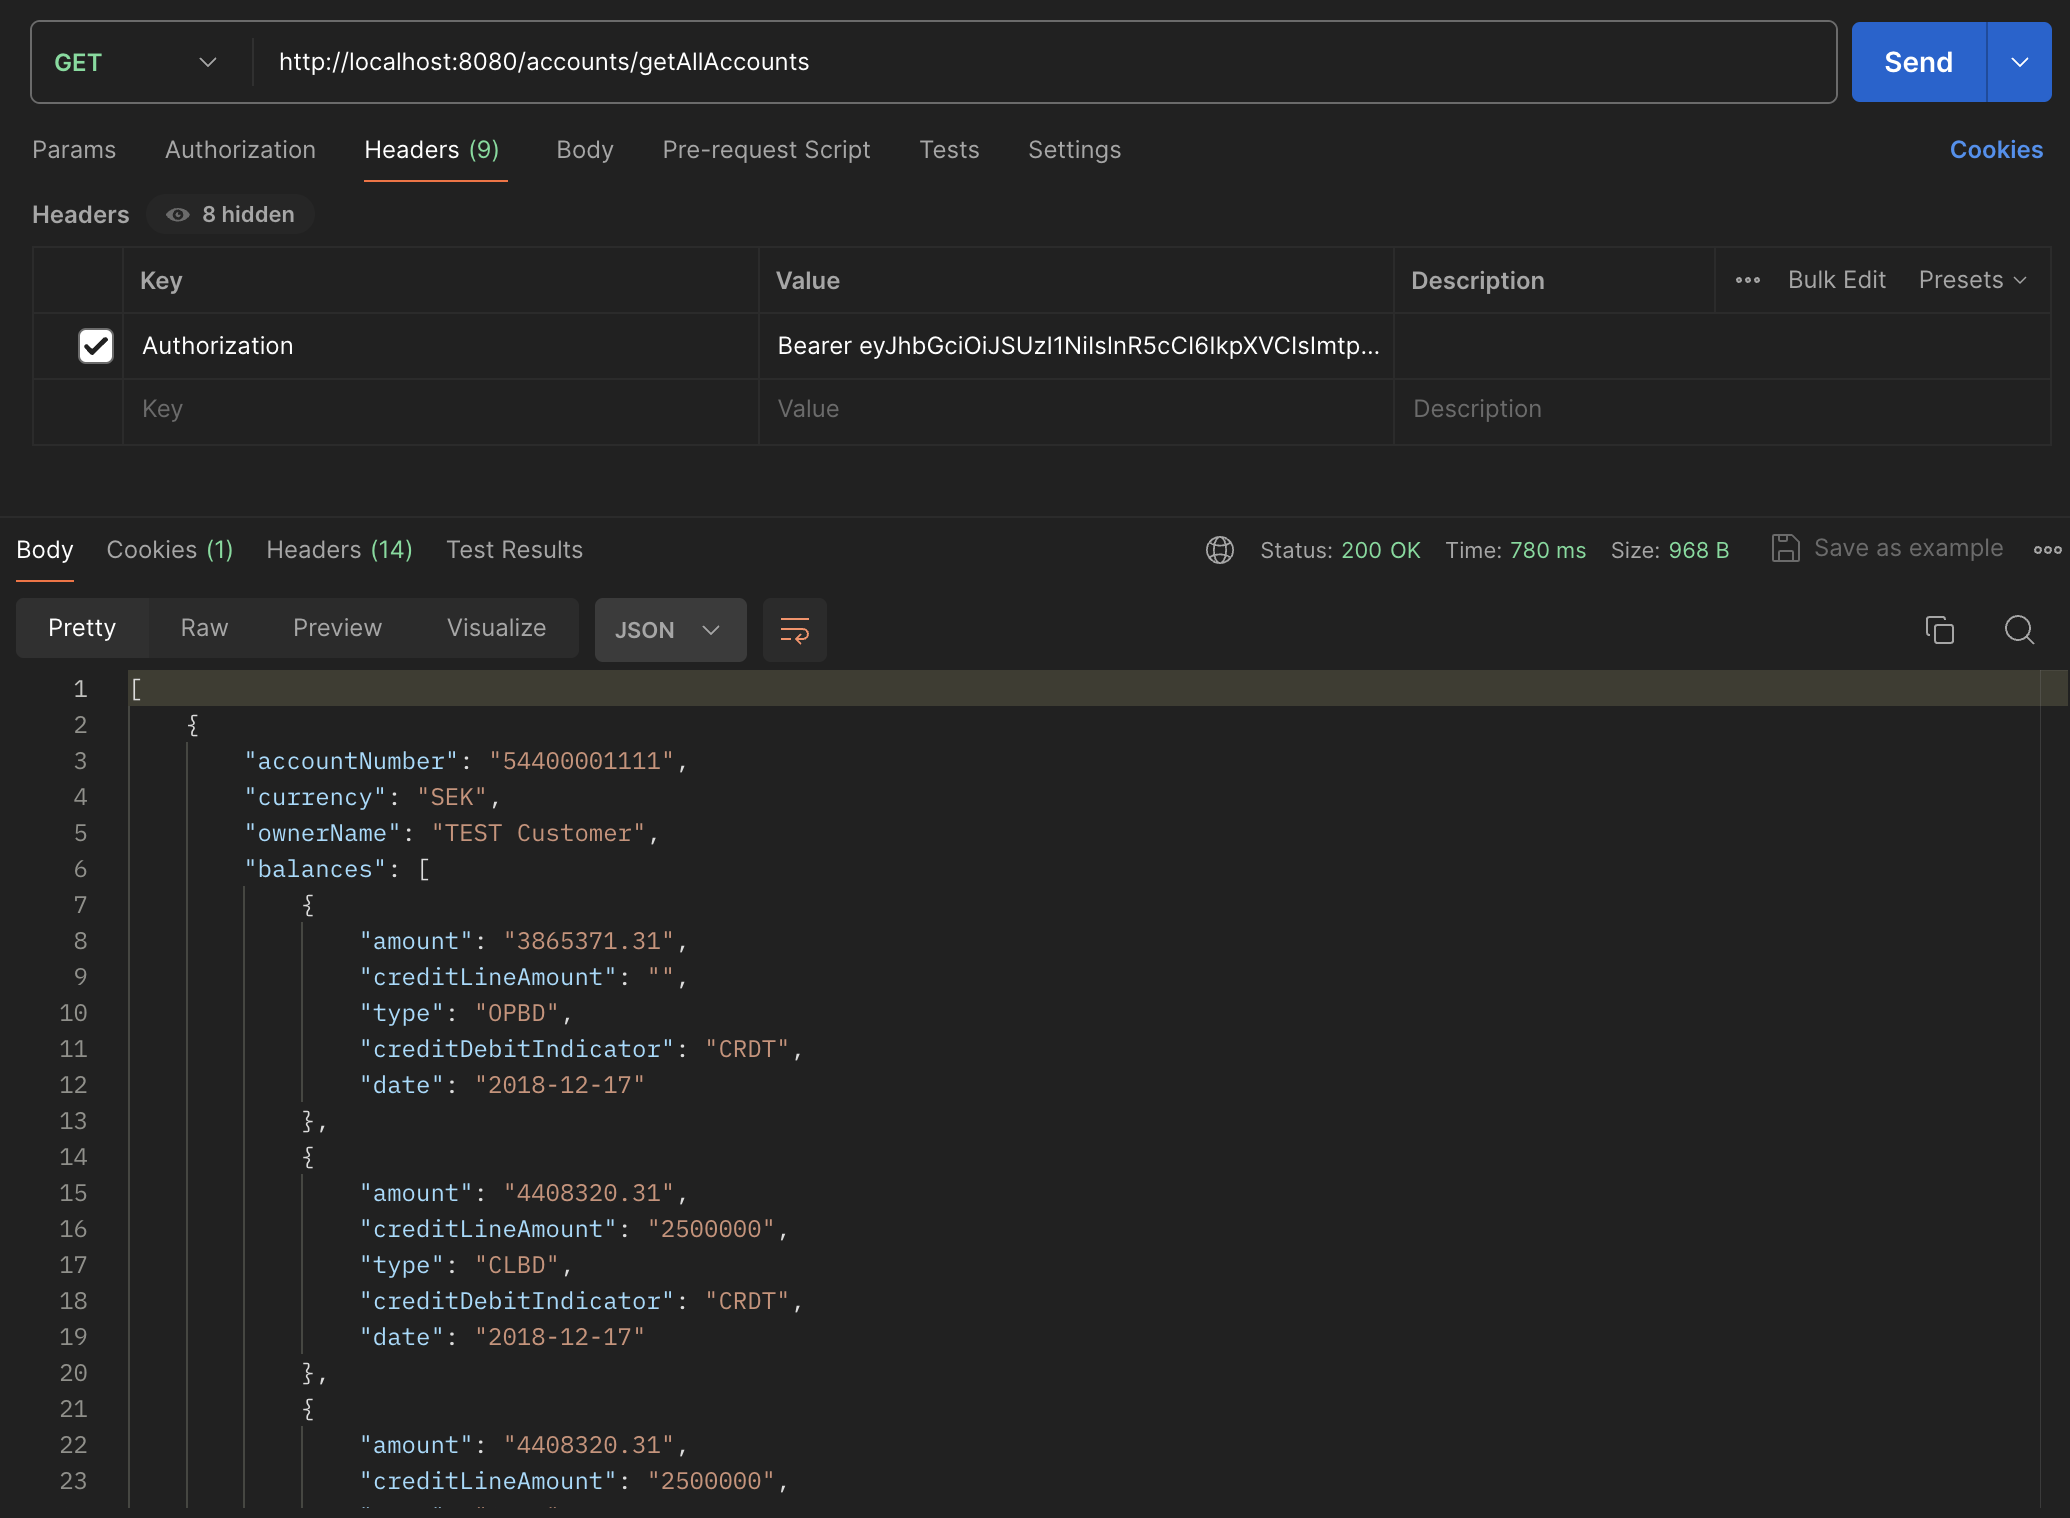 GET http://localhost:8080/accounts/getAllAccounts Send
Params Authorization Headers (9) Body Pre-request Script Tests Settings Cookies
Headers 8 hidden
Key Value Description Bulk Edit Presets
Authorization Bearer eyJhbGciOiJSUzI1NiIsInR5cCI6IkpXVCIsImtp...
Key Value Description
Body Cookies (1) Headers (14) Test Results Status: 200 OK Time: 780 ms Size: 968 B Save as example
Pretty Raw Preview Visualize JSON
1 [
2 {
3 "accountNumber": "54400001111",
4 "currency": "SEK",
5 "ownerName": "TEST Customer",
6 "balances": [
7 {
8 "amount": "3865371.31",
9 "creditLineAmount": "",
10 "type": "OPBD",
11 "creditDebitIndicator": "CRDT",
12 "date": "2018-12-17"
13 },
14 {
15 "amount": "4408320.31",
16 "creditLineAmount": "2500000",
17 "type": "CLBD",
18 "creditDebitIndicator": "CRDT",
19 "date": "2018-12-17"
20 },
21 {
22 "amount": "4408320.31",
23 "creditLineAmount": "2500000",